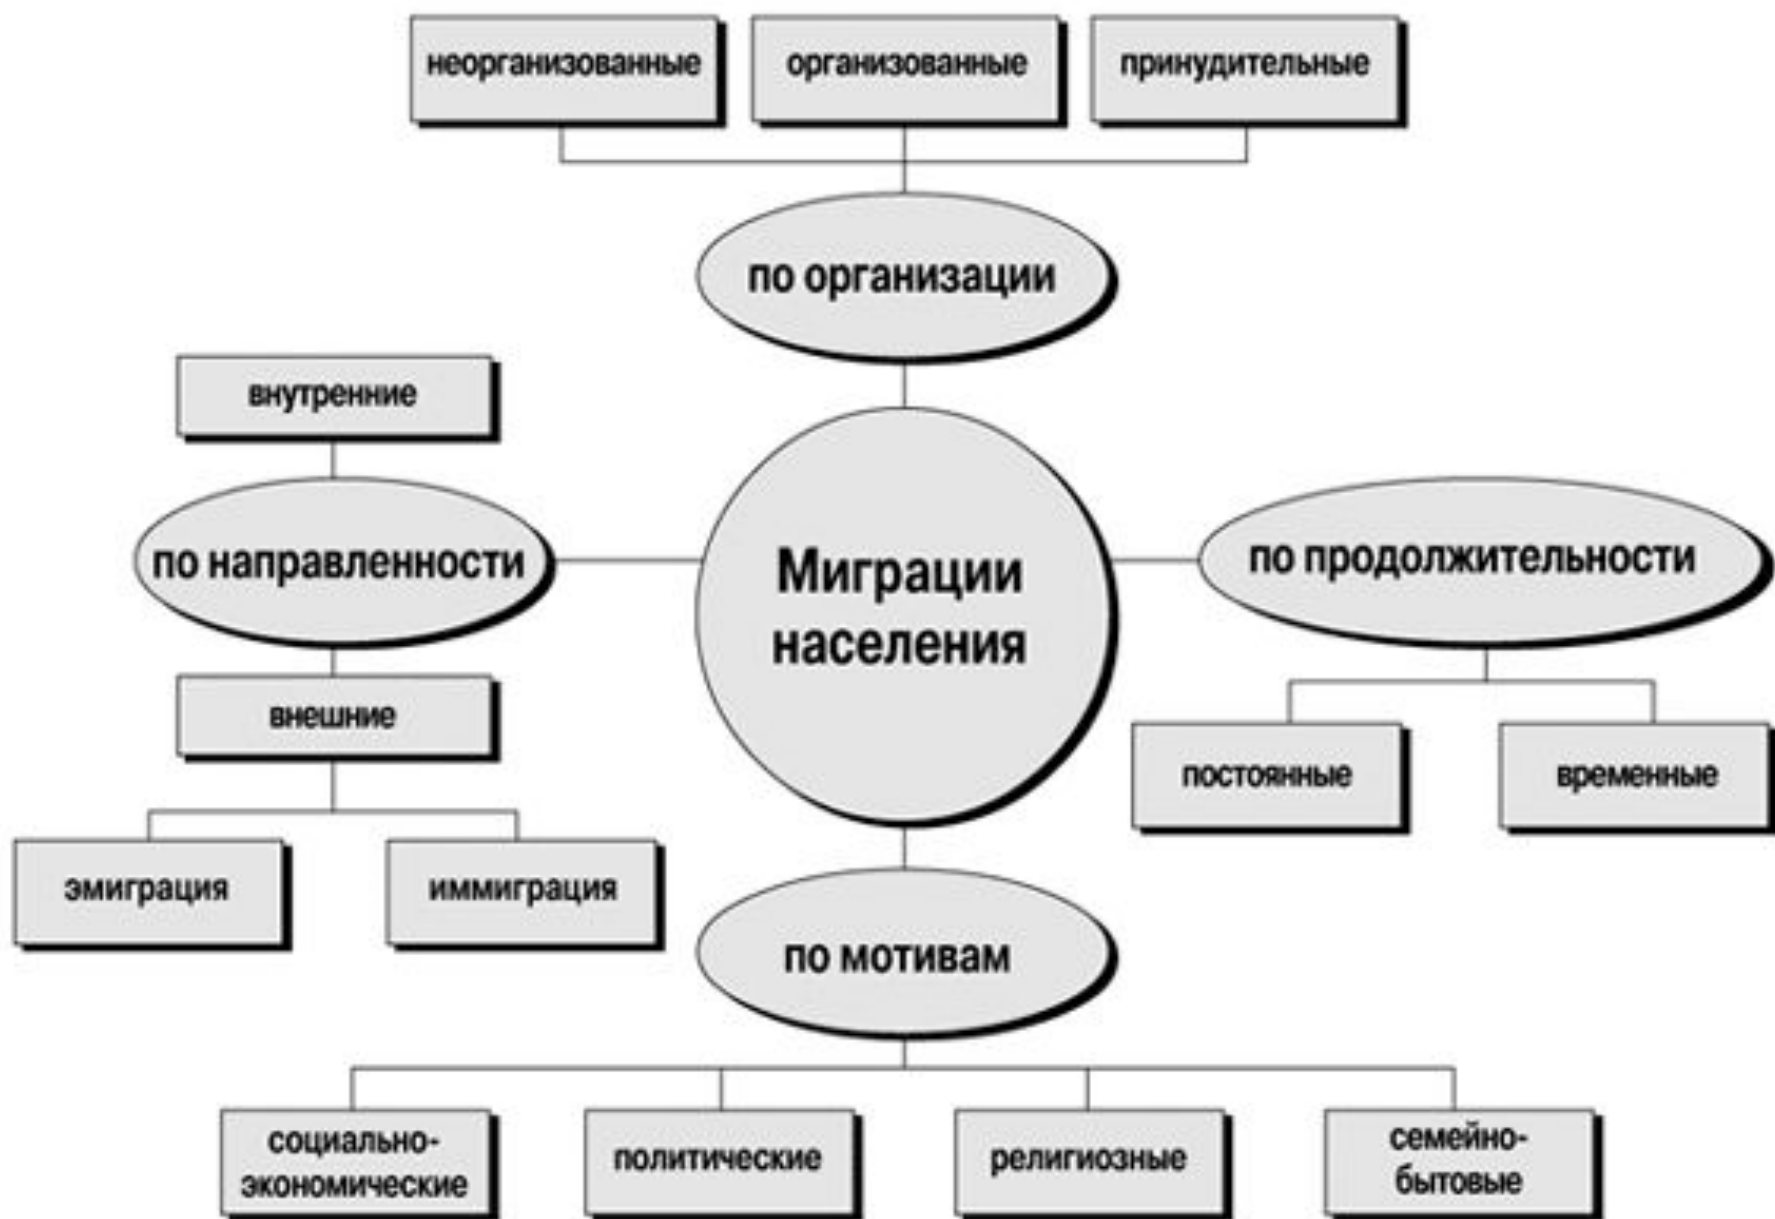 неорганизованные
организованные
принудительные
по организации
внутренние
по направленности
Миграции
населения
по продолжительности
внешние
постоянные
временные
эмиграция
иммиграция
по мотивам
социально-
экономические
политические
религиозные
семейно-
бытовые